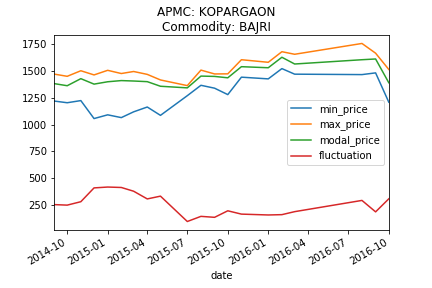 APMC: KOPARGAON
Commodity: BAJRI
1750
1500
1250
1000
750
500
250
min_price
max_price
modal_price
fluctuation
2014-10
2015-01
2015-04
2015-07
2015-10
2016-01
2016-04
2016-07
2016-10
date